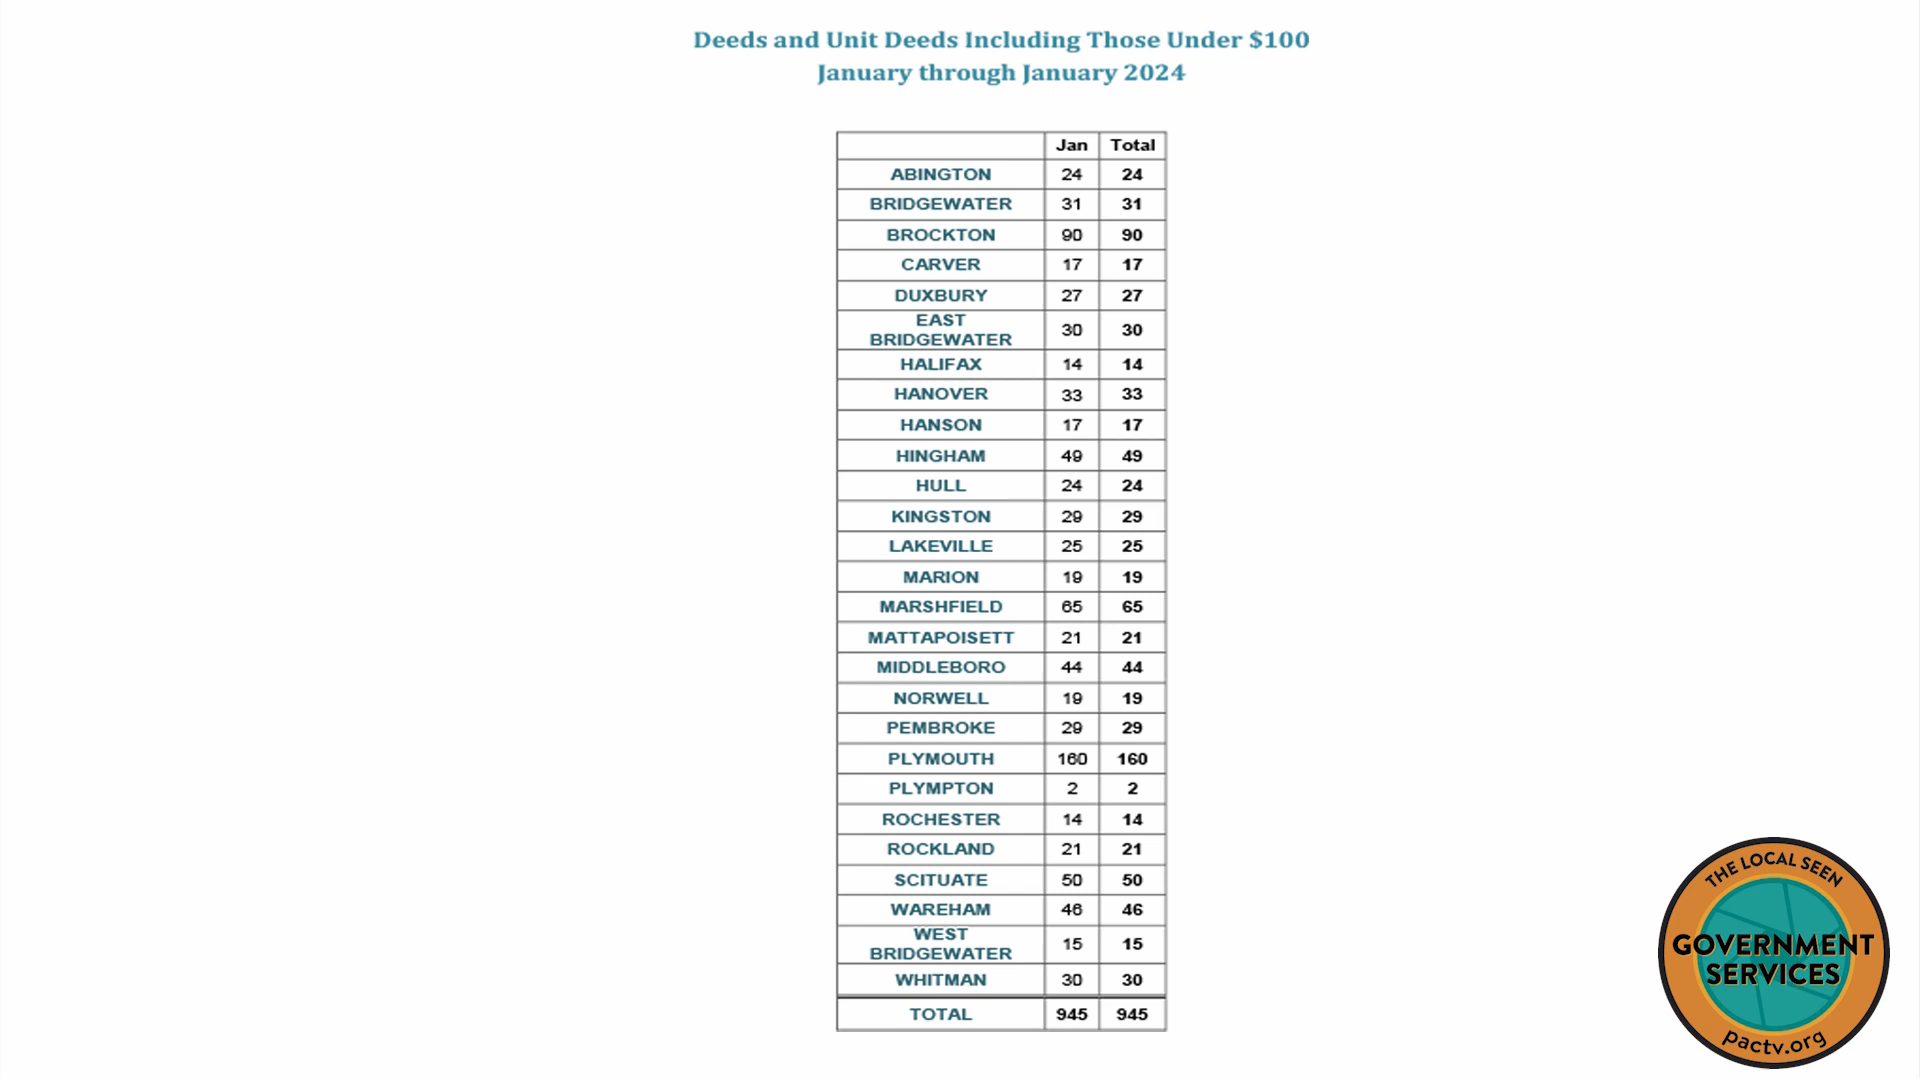 Deeds and Unit Deeds Including Those Under $100
January through January 2024
Jan Total
ABINGTON 24 24
BRIDGEWATER 31 31
BROCKTON 90 90
CARVER 17 17
DUXBURY 27 27
EAST
BRIDGEWATER 30 30
HALIFAX 14 14
HANOVER 33 33
HANSON 17 17
HINGHAM 49 49
HULL 24 24
KINGSTON 29 29
LAKEVILLE 25 25
MARION 19 19
MARSHFIELD 65 65
MATTAPOISETT 21 21
MIDDLEBORO 44 44
NORWELL 19 19
PEMBROKE 29 29
PLYMOUTH 160 160
PLYMPTON 2 2
ROCHESTER 14 14
ROCKLAND 21 21
SCITUATE 50 50
WAREHAM 46 46
WEST
BRIDGEWATER 15 15
WHITMAN 30 30
TOTAL 945 945
THE LOCAL SEEN
GOVERNMENT
SERVICES
pactv.org